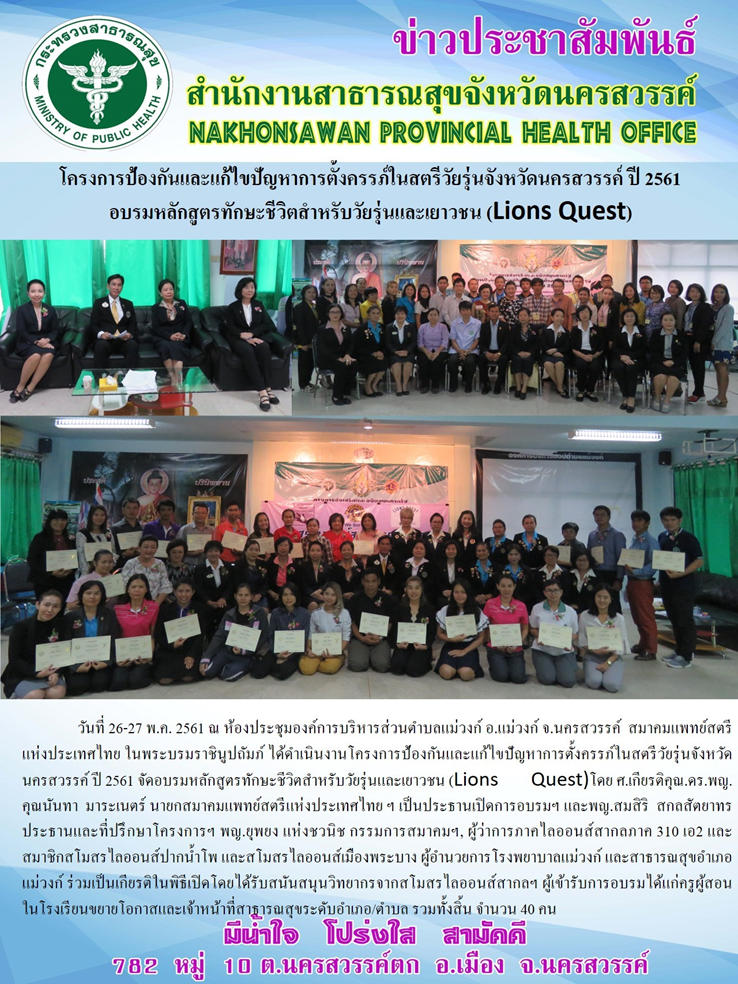 กระทรวงสาธารณสุข
MINISTRY OF PUBLIC HEALTH
ข่าวประชาสัมพันธ์
สำนักงานสาธารณสุขจังหวัดนครสวรรค์
NAKHONSAWAN PROVINCIAL HEALTH OFFICE
โครงการป้องกันและแก้ไขปัญหาการตั้งครรภ์ในสตรีวัยรุ่นจังหวัดนครสวรรค์ ปี 2561
อบรมหลักสูตรทักษะชีวิตสำหรับวัยรุ่นและเยาวชน (Lions Quest)
วันที่ 26-27 พ.ค. 2561 ณ ห้องประชุมองค์การบริหารส่วนตำบลแม่วงก์ อ.แม่วงก์ จ.นครสวรรค์ สมาคมแพทย์สตรี
แห่งประเทศไทย ในพระบรมราชินูปถัมภ์ ได้ดำเนินงานโครงการป้องกันและแก้ไขปัญหาการตั้งครรภ์ในสตรีวัยรุ่นจังหวัด
นครสวรรค์ ปี 2561 จัดอบรมหลักสูตรทักษะชีวิตสำหรับวัยรุ่นและเยาวชน (Lions Quest) โดย ศ.เกียรติคุณ.ดร.พญ.
คุณนันทา มาระเนตร์ นายกสมาคมแพทย์สตรีแห่งประเทศไทย ฯ เป็นประธานเปิดการอบรมฯ และพญ.สมสิริ สกลสัตยาทร
ประธานและที่ปรึกษาโครงการฯ พญ.ยุพยง แห่งชวนิช กรรมการสมาคมฯ, ผู้ว่าการภาคไลออนส์สากลภาค 310 เอ2 และ
สมาชิกสโมสรไลออนส์ปากน้ำโพ และสโมสรไลออนส์เมืองพระบาง ผู้อำนวยการโรงพยาบาลแม่วงก์ และสาธารณสุขอำเภอ
แม่วงก์ ร่วมเป็นเกียรติในพิธีเปิดโดยได้รับสนันสนุนวิทยากรจากสโมสรไลออนส์สากลฯ ผู้เข้ารับการอบรมได้แก่ครูผู้สอน
ในโรงเรียนขยายโอกาสและเจ้าหน้าที่สาธารณสุขระดับอำเภอ/ตำบล รวมทั้งสิ้น จำนวน 40 คน
มีน้ำใจ โปร่งใส สามัคคี
782 หมู่ 10 ต.นครสวรรค์ตก อ.เมือง จ.นครสวรรค์